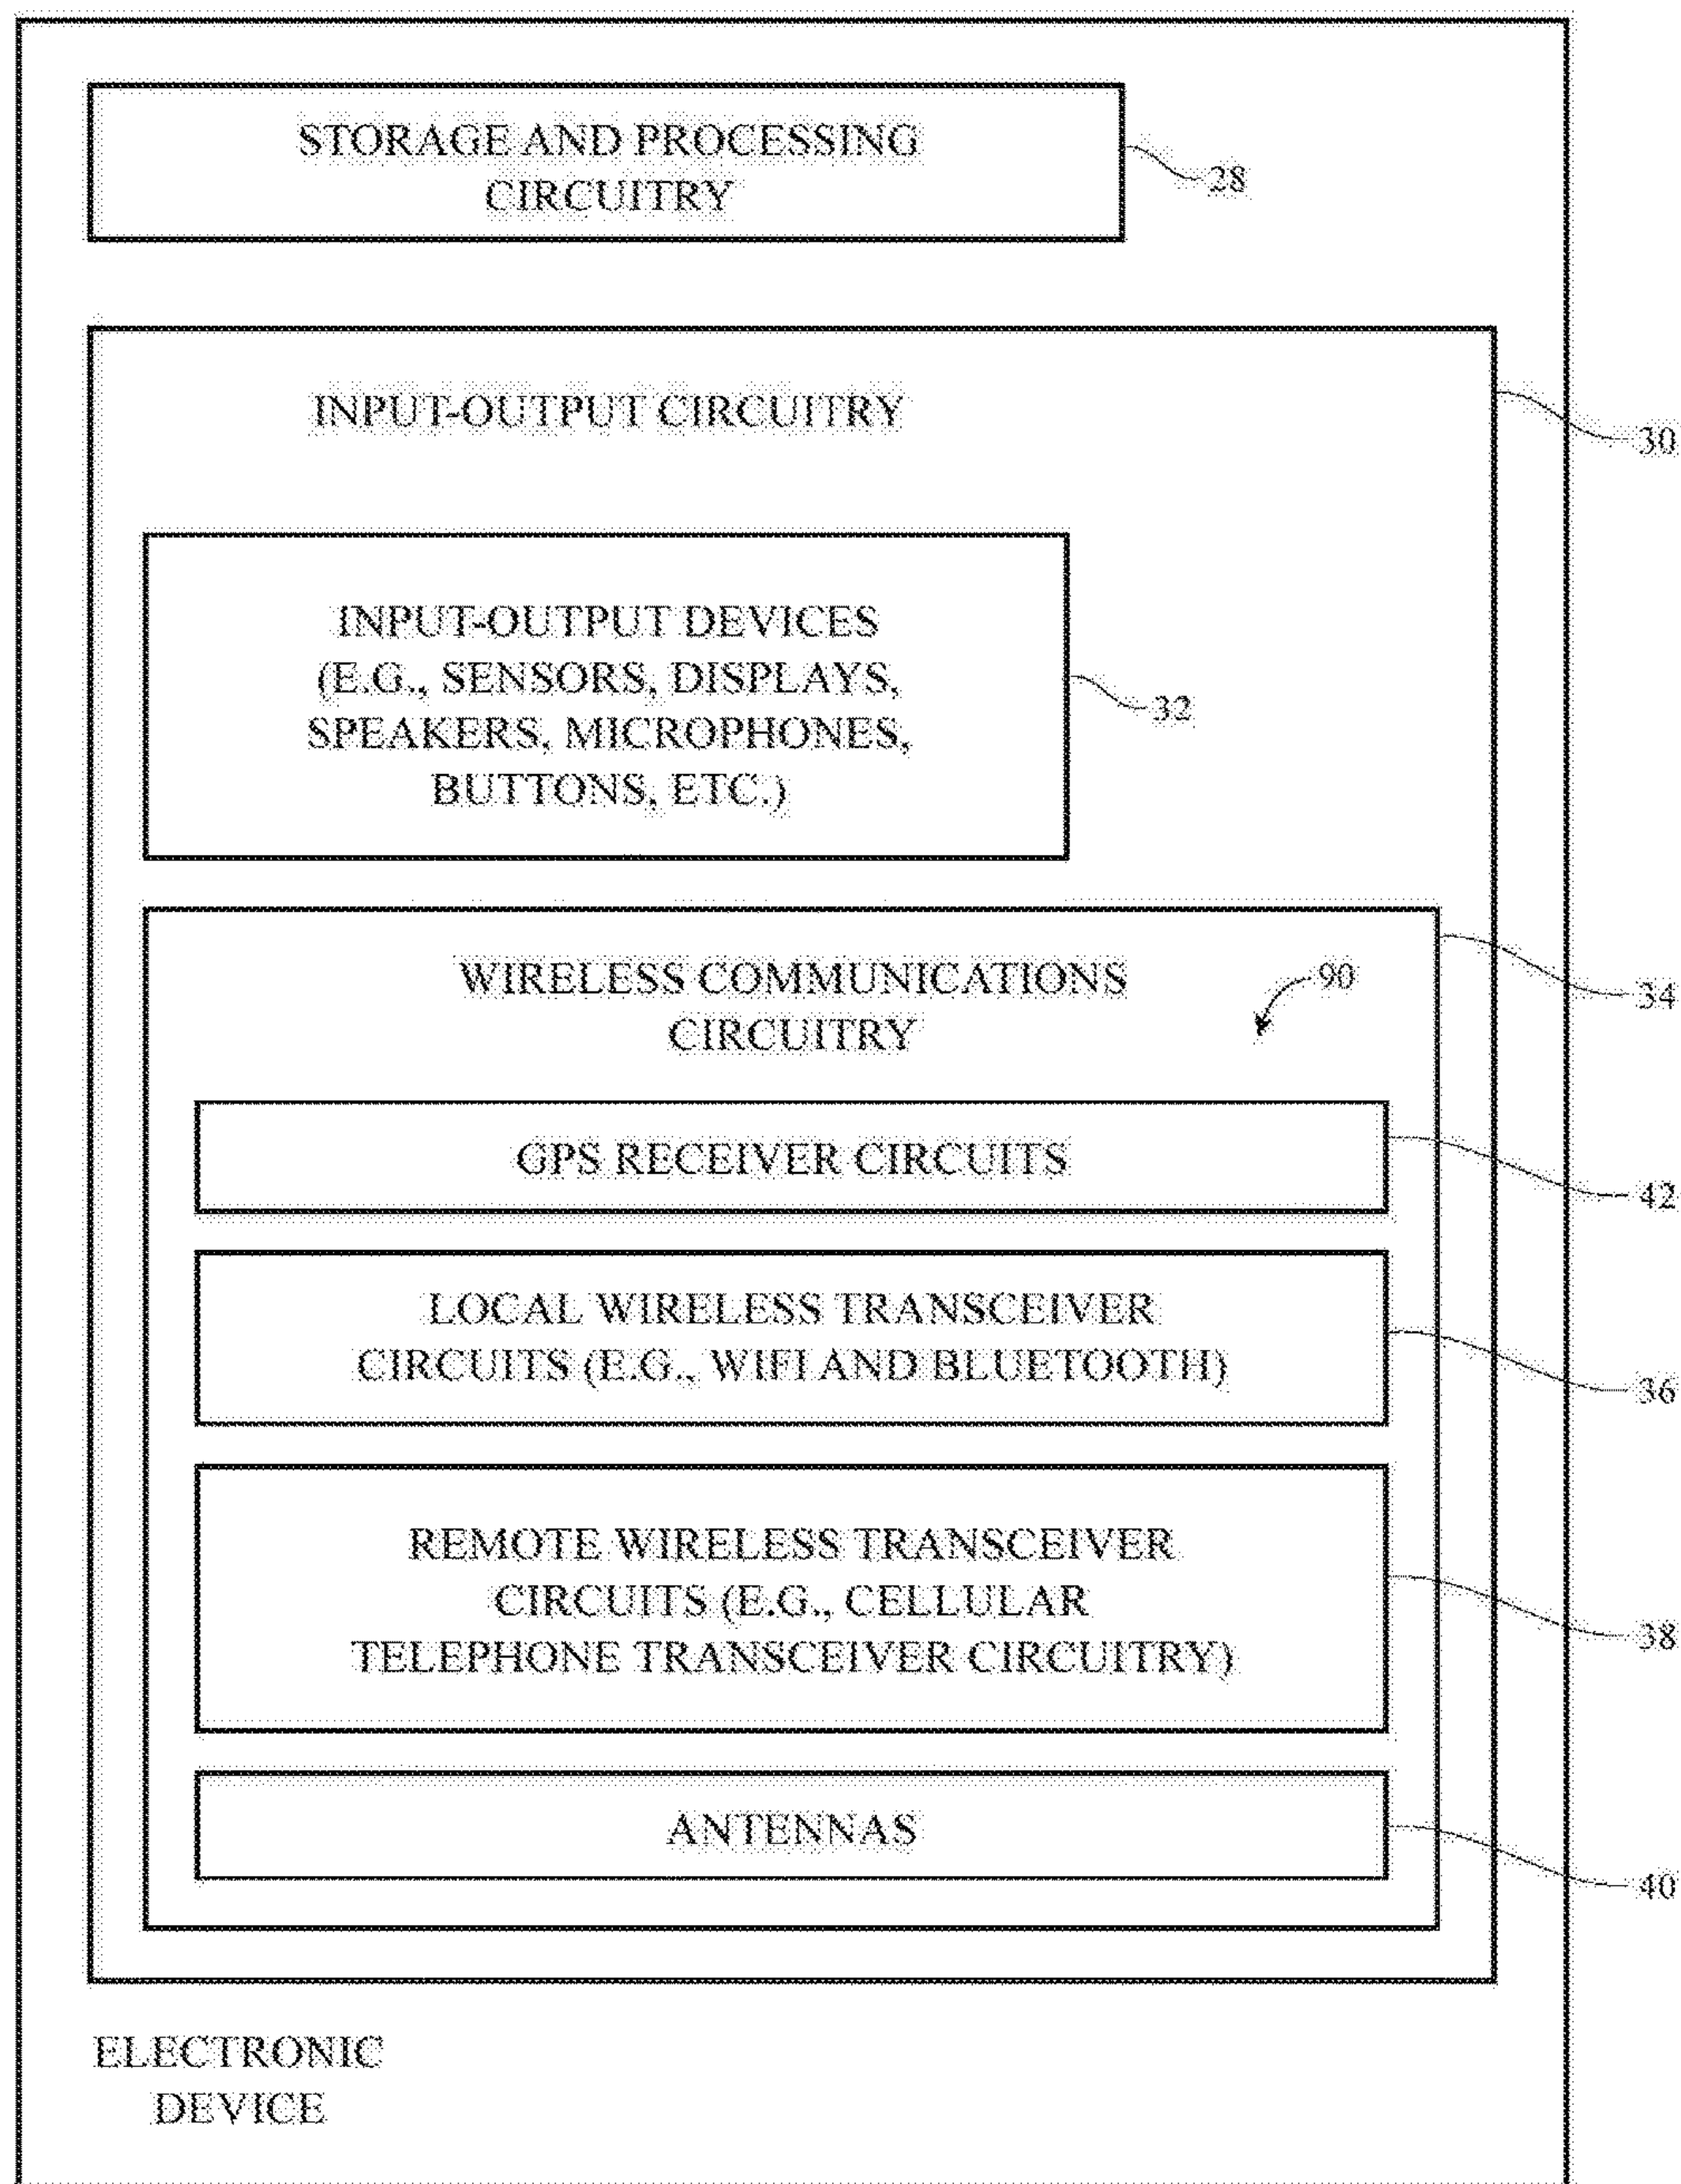 STORAGE AND PROCESSING
CIRCUITRY
28
INPUT-OUTPUT CIRCUITRY
30
INPUT-OUTPUT DEVICES
(E.G., SENSORS, DISPLAYS,
SPEAKERS, MICROPHONES,
BUTTONS, ETC.)
32
WIRELESS COMMUNICATIONS
CIRCUITRY
90
34
GPS RECEIVER CIRCUITS
42
LOCAL WIRELESS TRANSCEIVER
CIRCUITS (E.G., WIFI AND BLUETOOTH)
36
REMOTE WIRELESS TRANSCEIVER
CIRCUITS (E.G., CELLULAR
TELEPHONE TRANSCEIVER CIRCUITRY)
38
ANTENNAS
40
ELECTRONIC
DEVICE